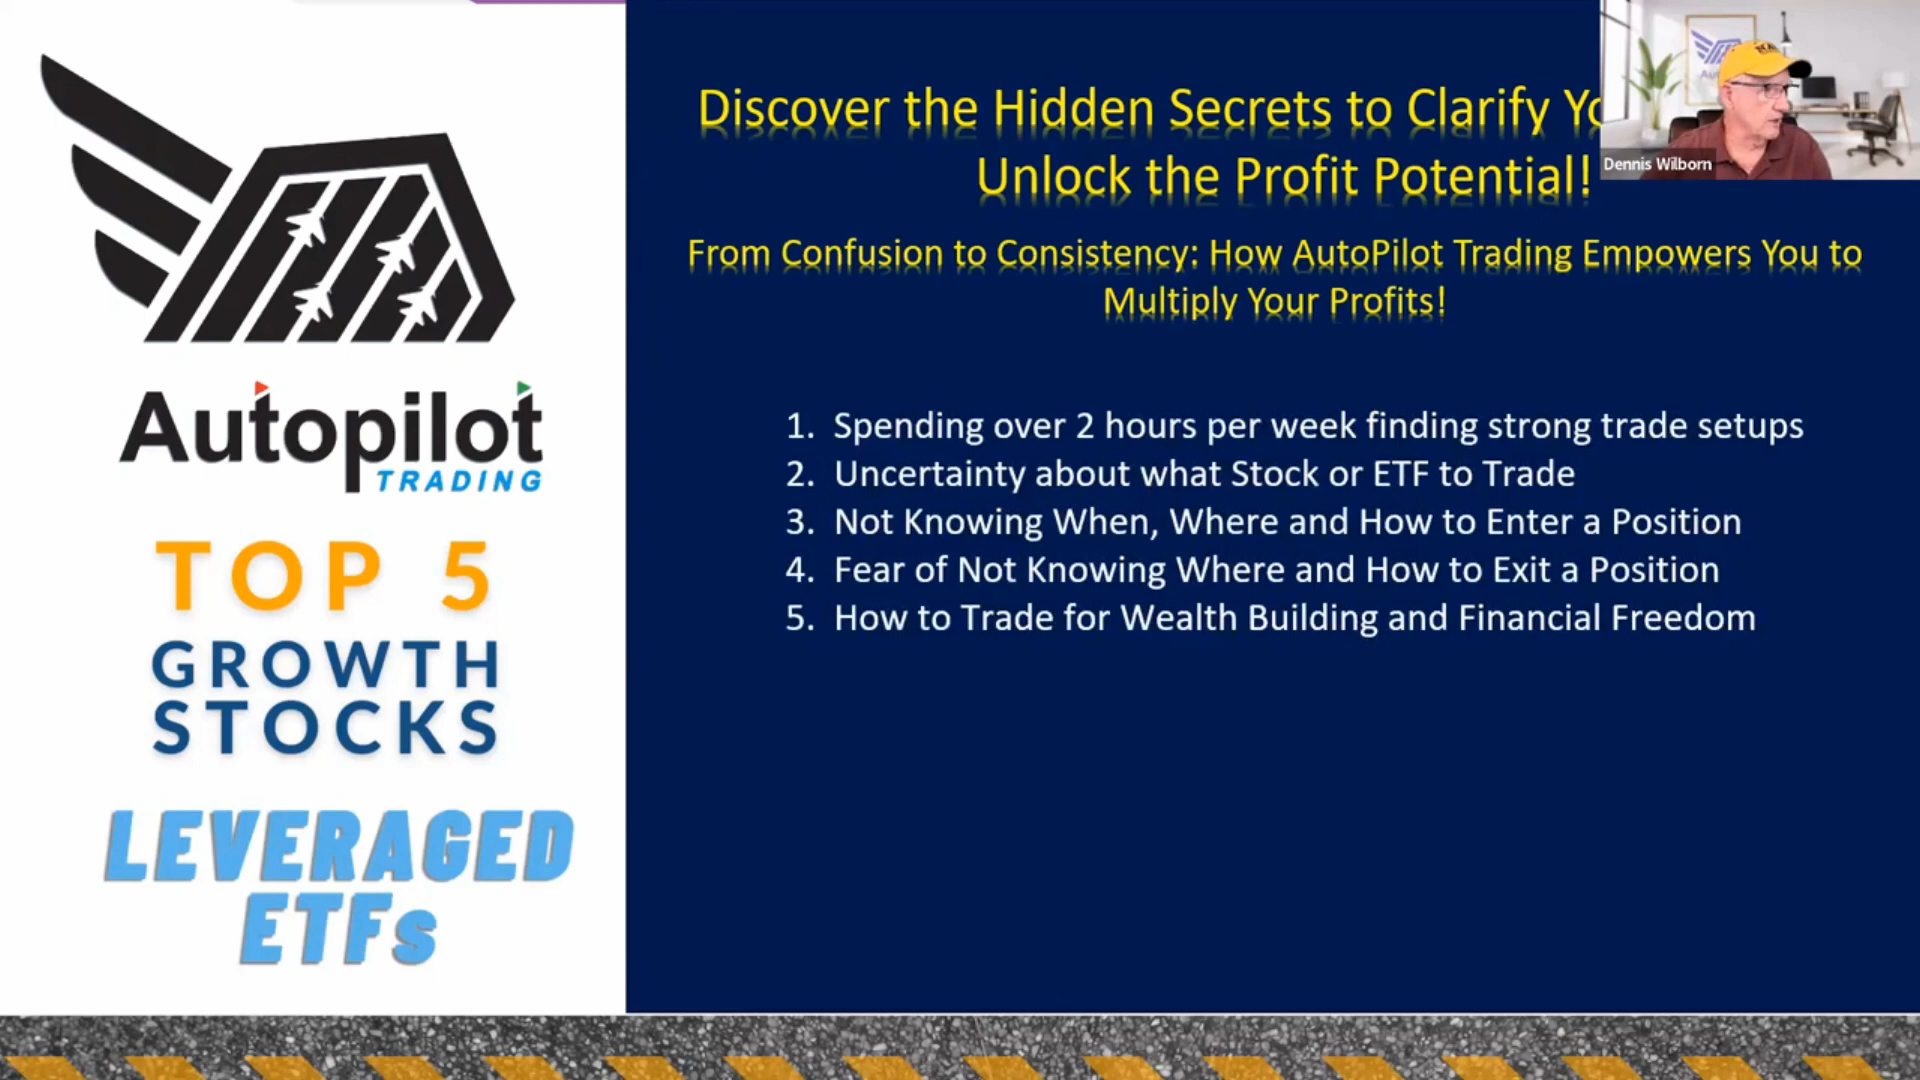 Autopilot
TRADING
TOP 5
GROWTH
STOCKS
LEVERAGED
ETFs
Discover the Hidden Secrets to Clarify
Unlock the Profit Potential!
From Confusion to Consistency: How AutoPilot Trading Empowers You to
Multiply Your Profits!
1. Spending over 2 hours per week finding strong trade setups
2. Uncertainty about what Stock or ETF to Trade
3. Not Knowing When, Where and How to Enter a Position
4. Fear of Not Knowing Where and How to Exit a Position
5. How to Trade for Wealth Building and Financial Freedom
Dennis Wilborn